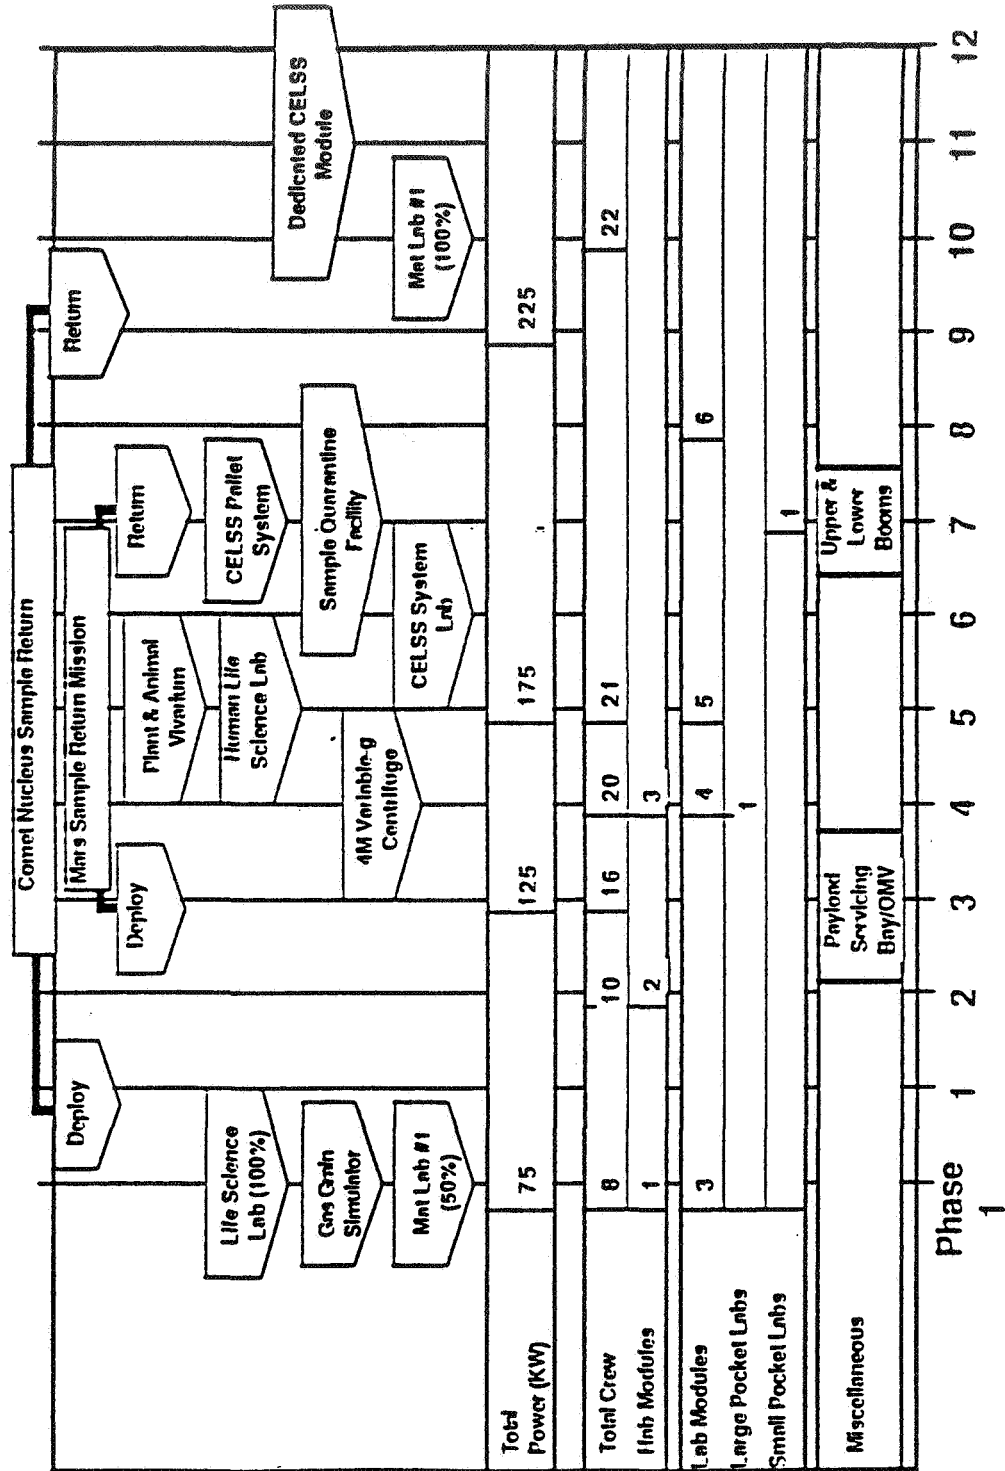 Comet Nucleus Sample Return
Mars Sample Return Mission
Deploy
Deploy
Return
Return
Plant & Animal
Vivarium
Life Science
Lab (100%)
Human Life
Science Lab
CELSS Pallet
System
Dedicated CELSS
Module
Gas Grain
Simulator
Sample Quarantine
Facility
4M Variable-g
Centrifuge
Mat Lab #1
(50%)
CELSS System
Lab
Mat Lab #1
(100%)
Total
Power (KW)
75
125
175
225
Total Crew
8
10
16
20
21
22
Hab Modules
1
2
3
Lab Modules
3
4
5
6
Large Pocket Labs
1
Small Pocket Labs
1
Miscellaneous
Payload
Servicing
Bay/OMV
Upper &
Lower
Booms
Phase
1
1
2
3
4
5
6
7
8
9
10
11
12